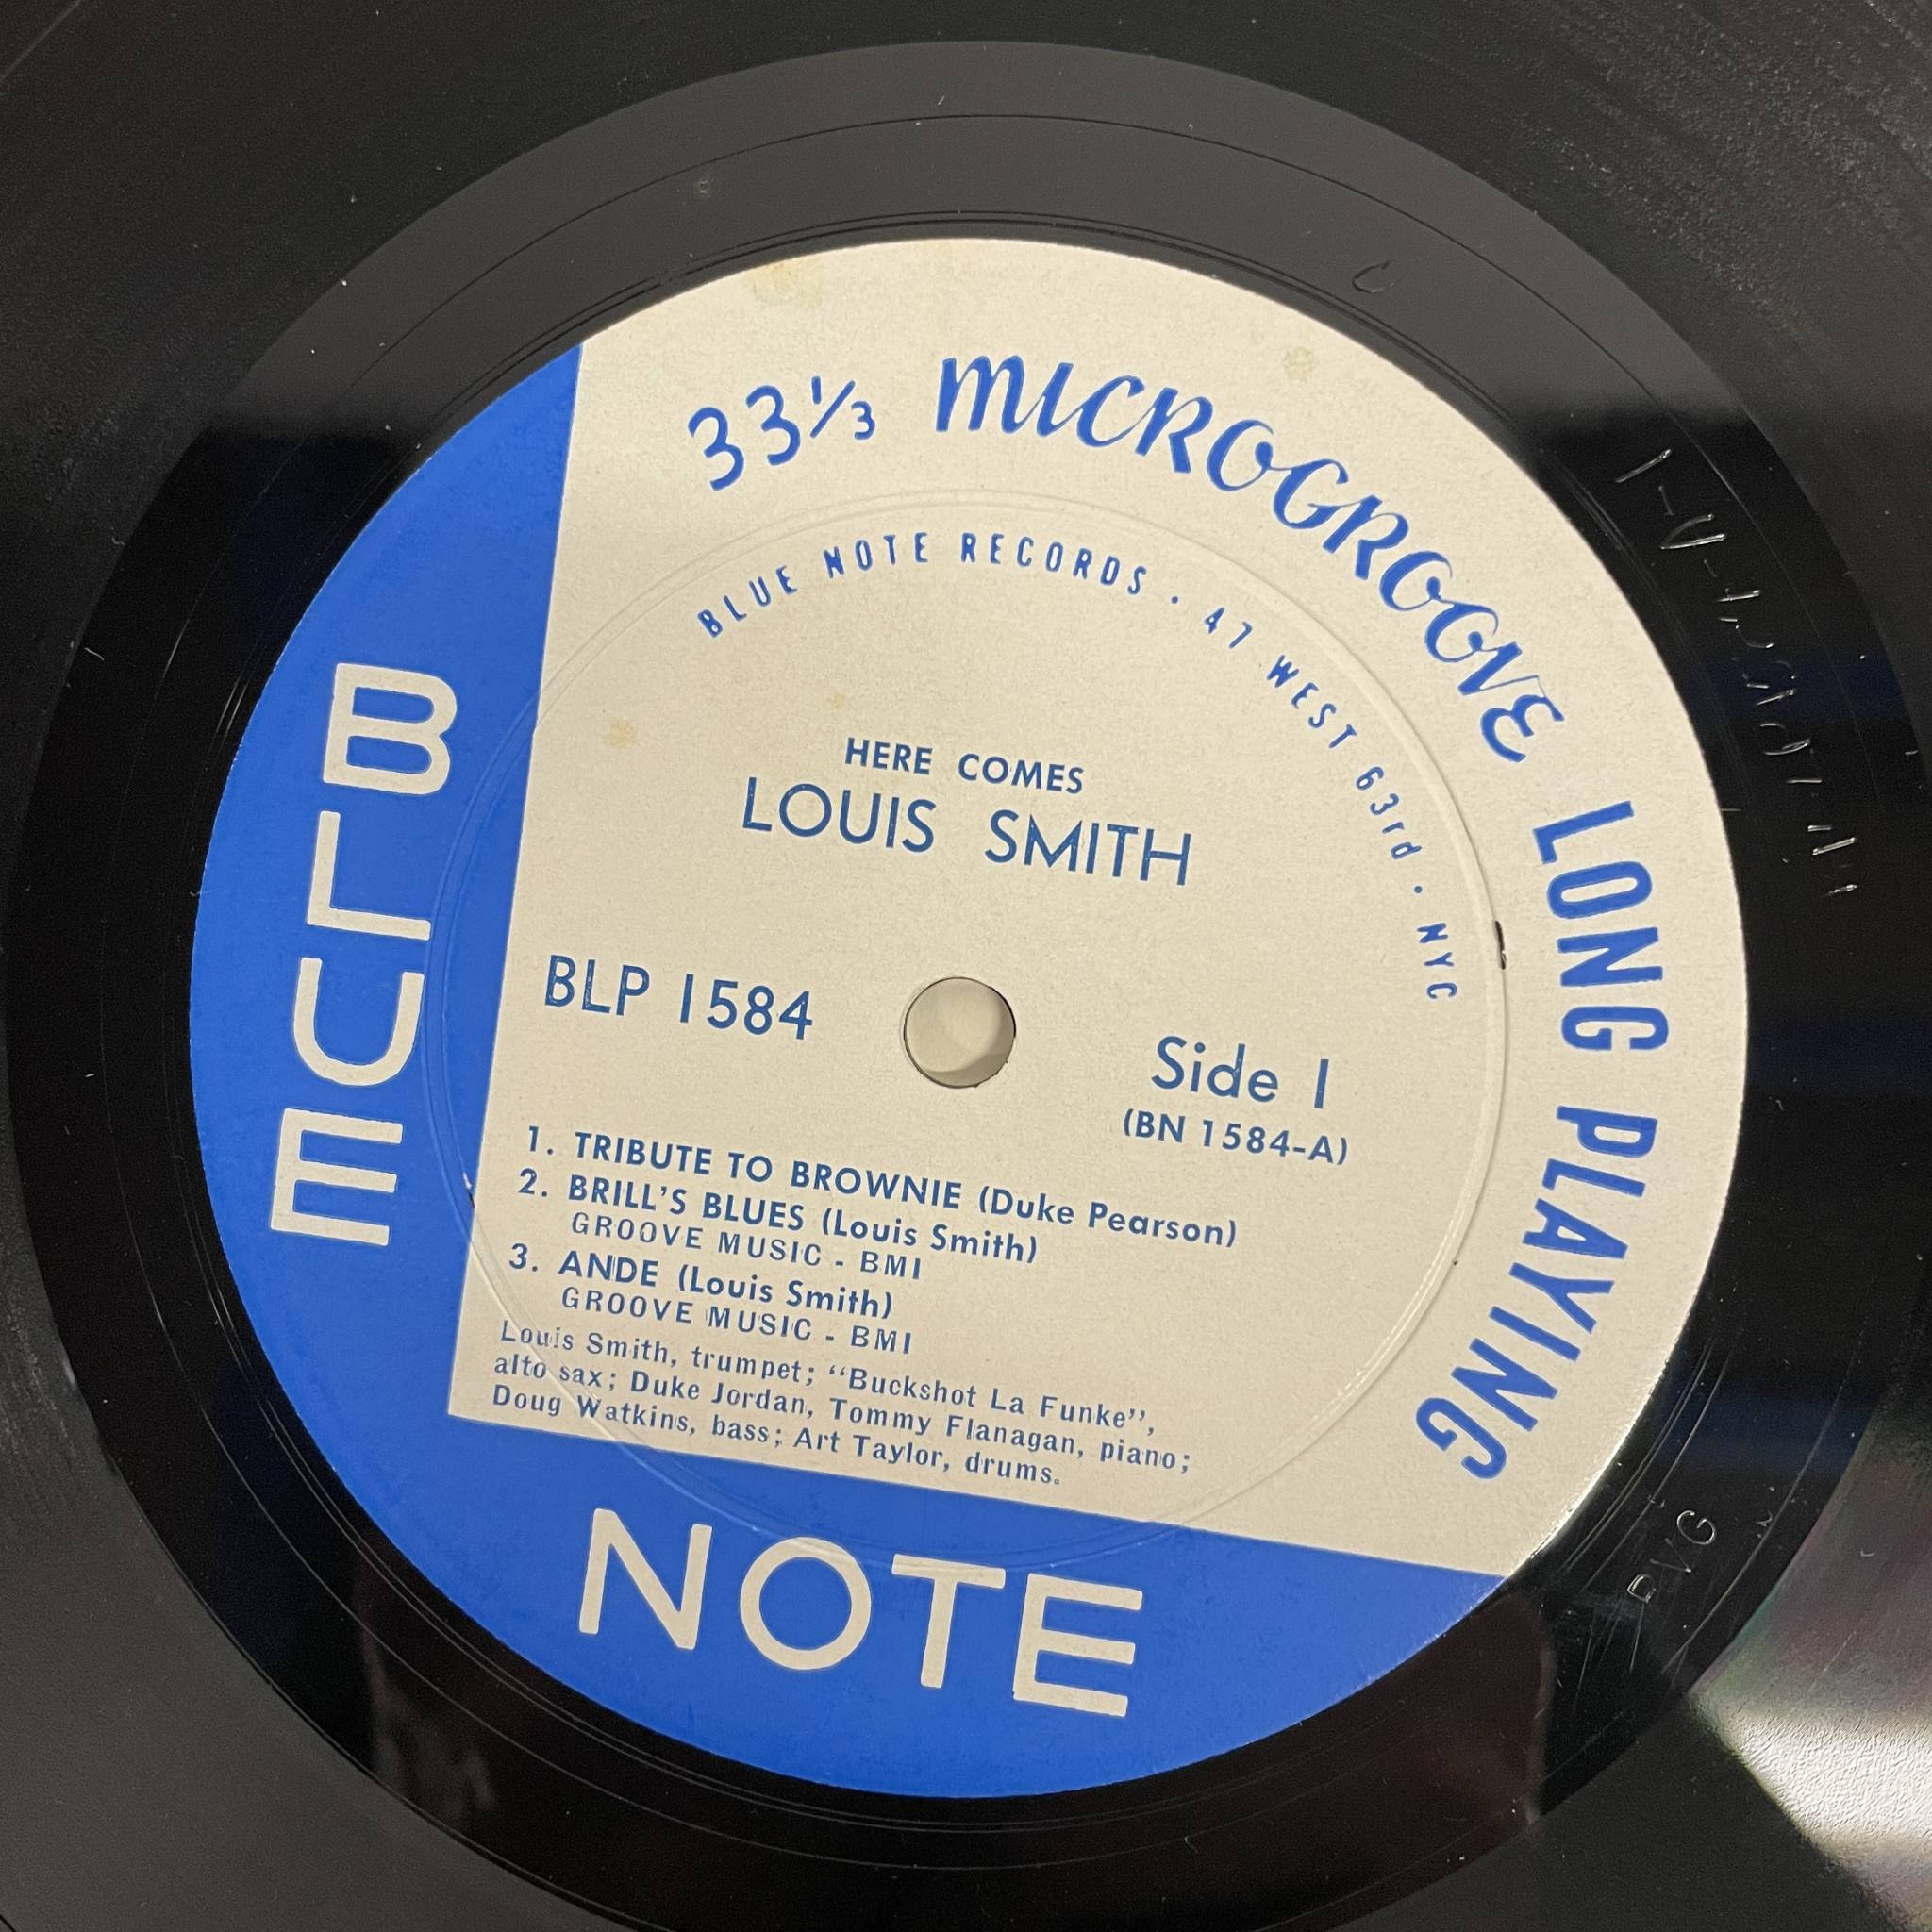 33⅓ MICROGROOVE LONG PLAYING
BLUE NOTE RECORDS · 47 WEST 63rd · NYC
HERE COMES
LOUIS SMITH
BLP 1584
Side 1
(BN 1584-A)
1. TRIBUTE TO BROWNIE (Duke Pearson)
2. BRILL'S BLUES (Louis Smith)
GROOVE MUSIC - BMI
3. ANDE (Louis Smith)
GROOVE MUSIC - BMI
Louis Smith, trumpet; “Buckshot La Funke”,
alto sax; Duke Jordan, Tommy Flanagan, piano;
Doug Watkins, bass; Art Taylor, drums.
BLUE
NOTE
RVG